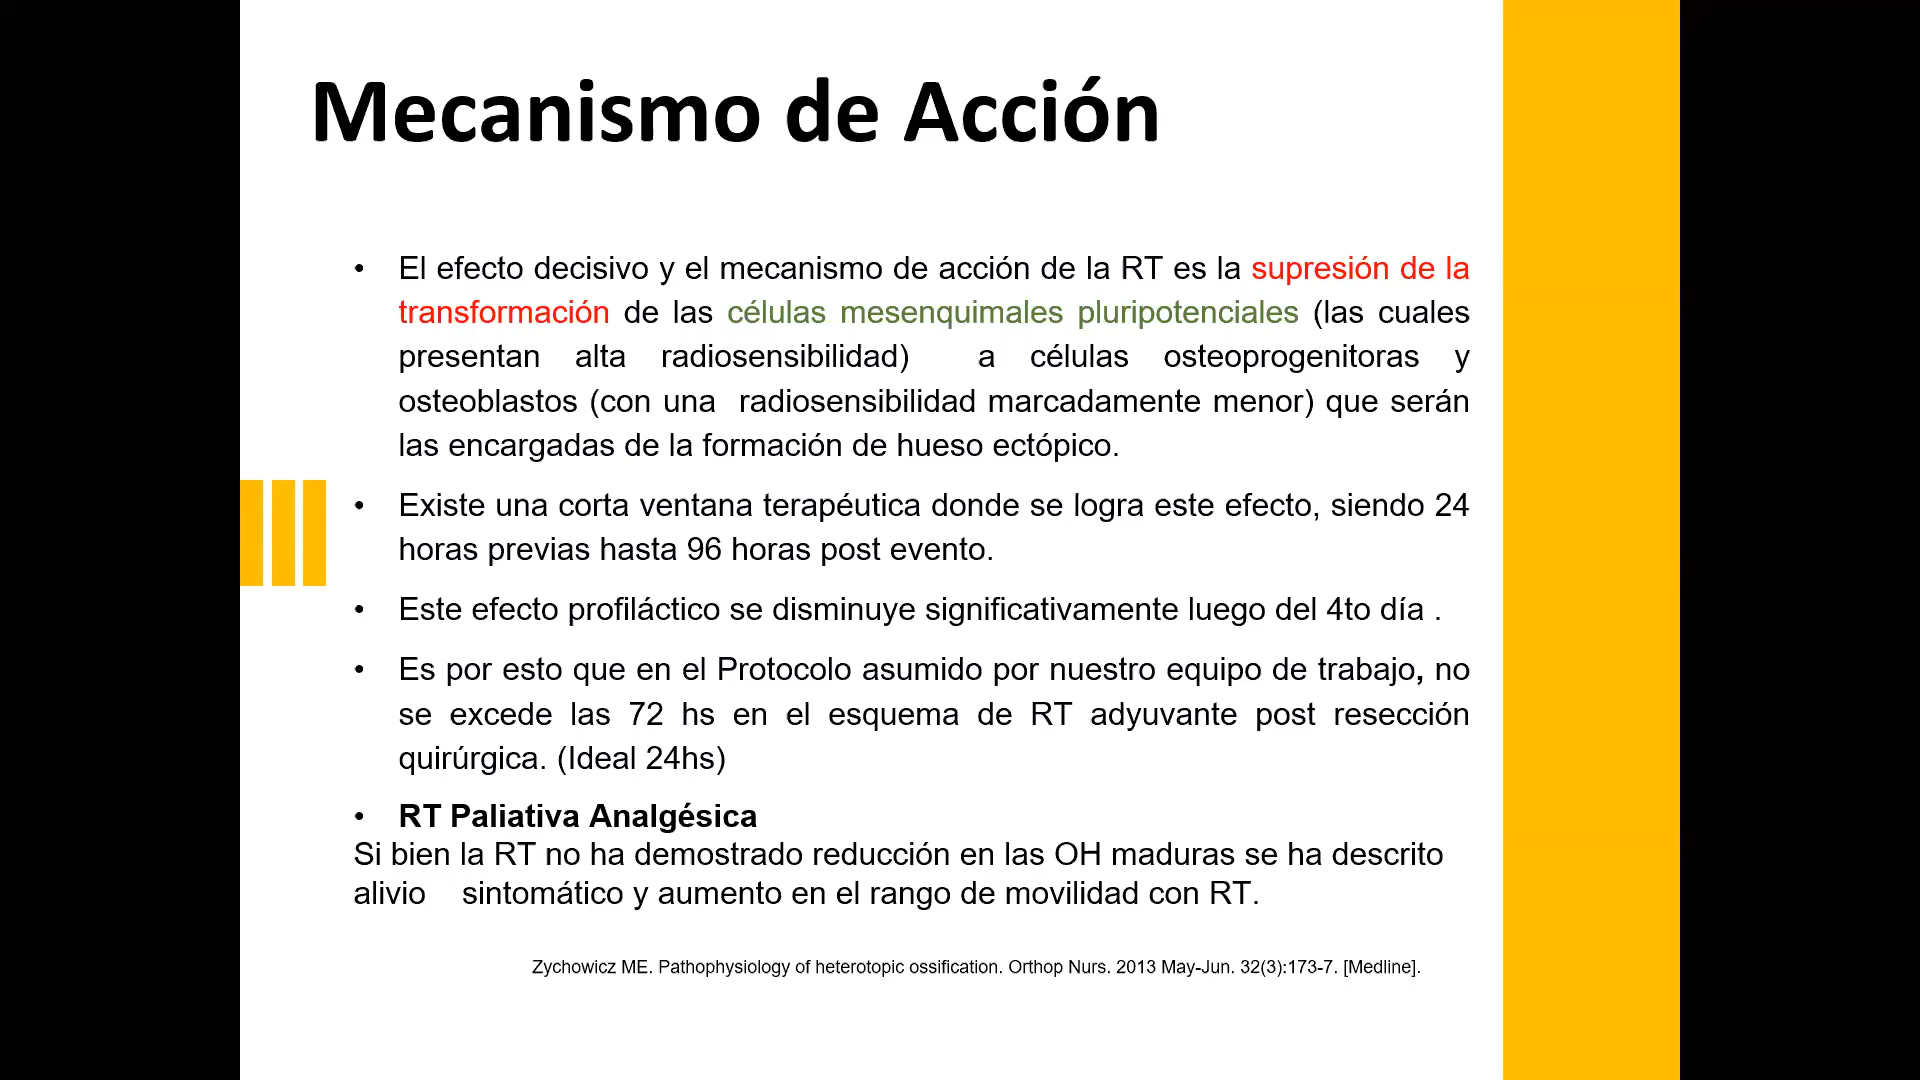 Mecanismo de Acción
• El efecto decisivo y el mecanismo de acción de la RT es la supresión de la
transformación de las células mesenquimales pluripotenciales (las cuales
presentan alta radiosensibilidad) a células osteoprogenitoras y
osteoblastos (con una radiosensibilidad marcadamente menor) que serán
las encargadas de la formación de hueso ectópico.
• Existe una corta ventana terapéutica donde se logra este efecto, siendo 24
horas previas hasta 96 horas post evento.
• Este efecto profiláctico se disminuye significativamente luego del 4to día .
• Es por esto que en el Protocolo asumido por nuestro equipo de trabajo, no
se excede las 72 hs en el esquema de RT adyuvante post resección
quirúrgica. (Ideal 24hs)
• RT Paliativa Analgésica
Si bien la RT no ha demostrado reducción en las OH maduras se ha descrito
alivio sintomático y aumento en el rango de movilidad con RT.
Zychowicz ME. Pathophysiology of heterotopic ossification. Orthop Nurs. 2013 May-Jun. 32(3):173-7. [Medline].